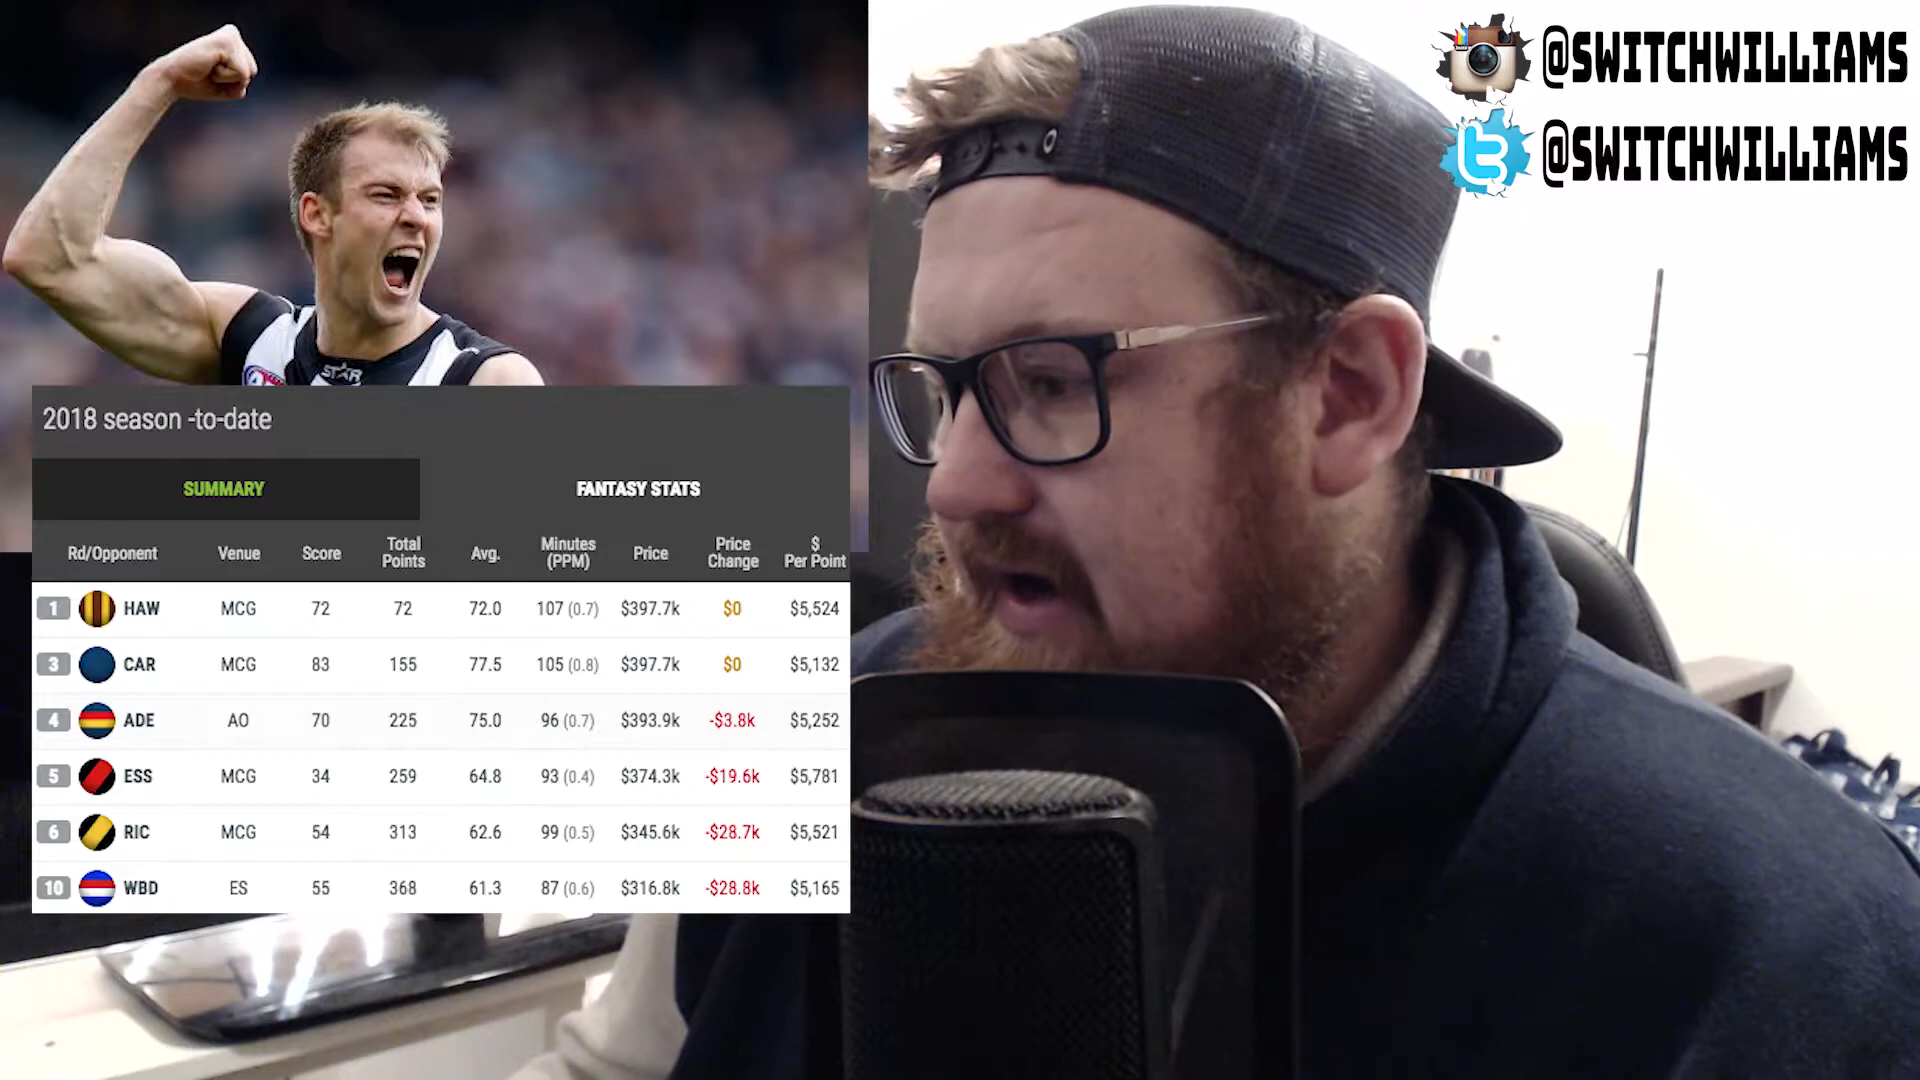 @SWITCHWILLIAMS
@SWITCHWILLIAMS
STAR
2018 season -to-date
SUMMARY FANTASY STATS
Rd/Opponent Venue Score Total Points Avg. Minutes (PPM) Price Price Change $ Per Point
1 HAW MCG 72 72 72.0 107 (0.7) $397.7k $0 $5,524
3 CAR MCG 83 155 77.5 105 (0.8) $397.7k $0 $5,132
4 ADE AO 70 225 75.0 96 (0.7) $393.9k -$3.8k $5,252
5 ESS MCG 34 259 64.8 93 (0.4) $374.3k -$19.6k $5,781
6 RIC MCG 54 313 62.6 99 (0.5) $345.6k -$28.7k $5,521
10 WBD ES 55 368 61.3 87 (0.6) $316.8k -$28.8k $5,165